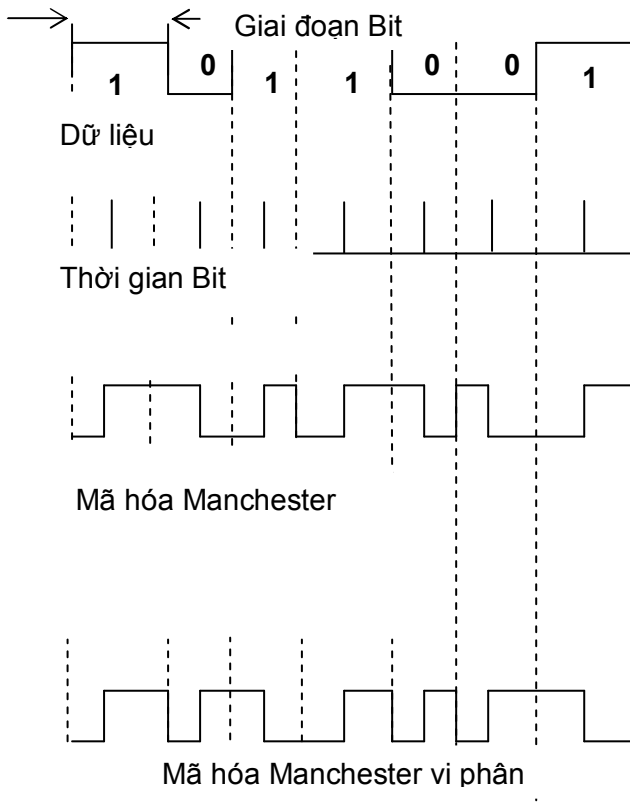 Giai đoạn Bit
1 0 1 1 0 0 1
Dữ liệu
Thời gian Bit
Mã hóa Manchester
Mã hóa Manchester vi phân